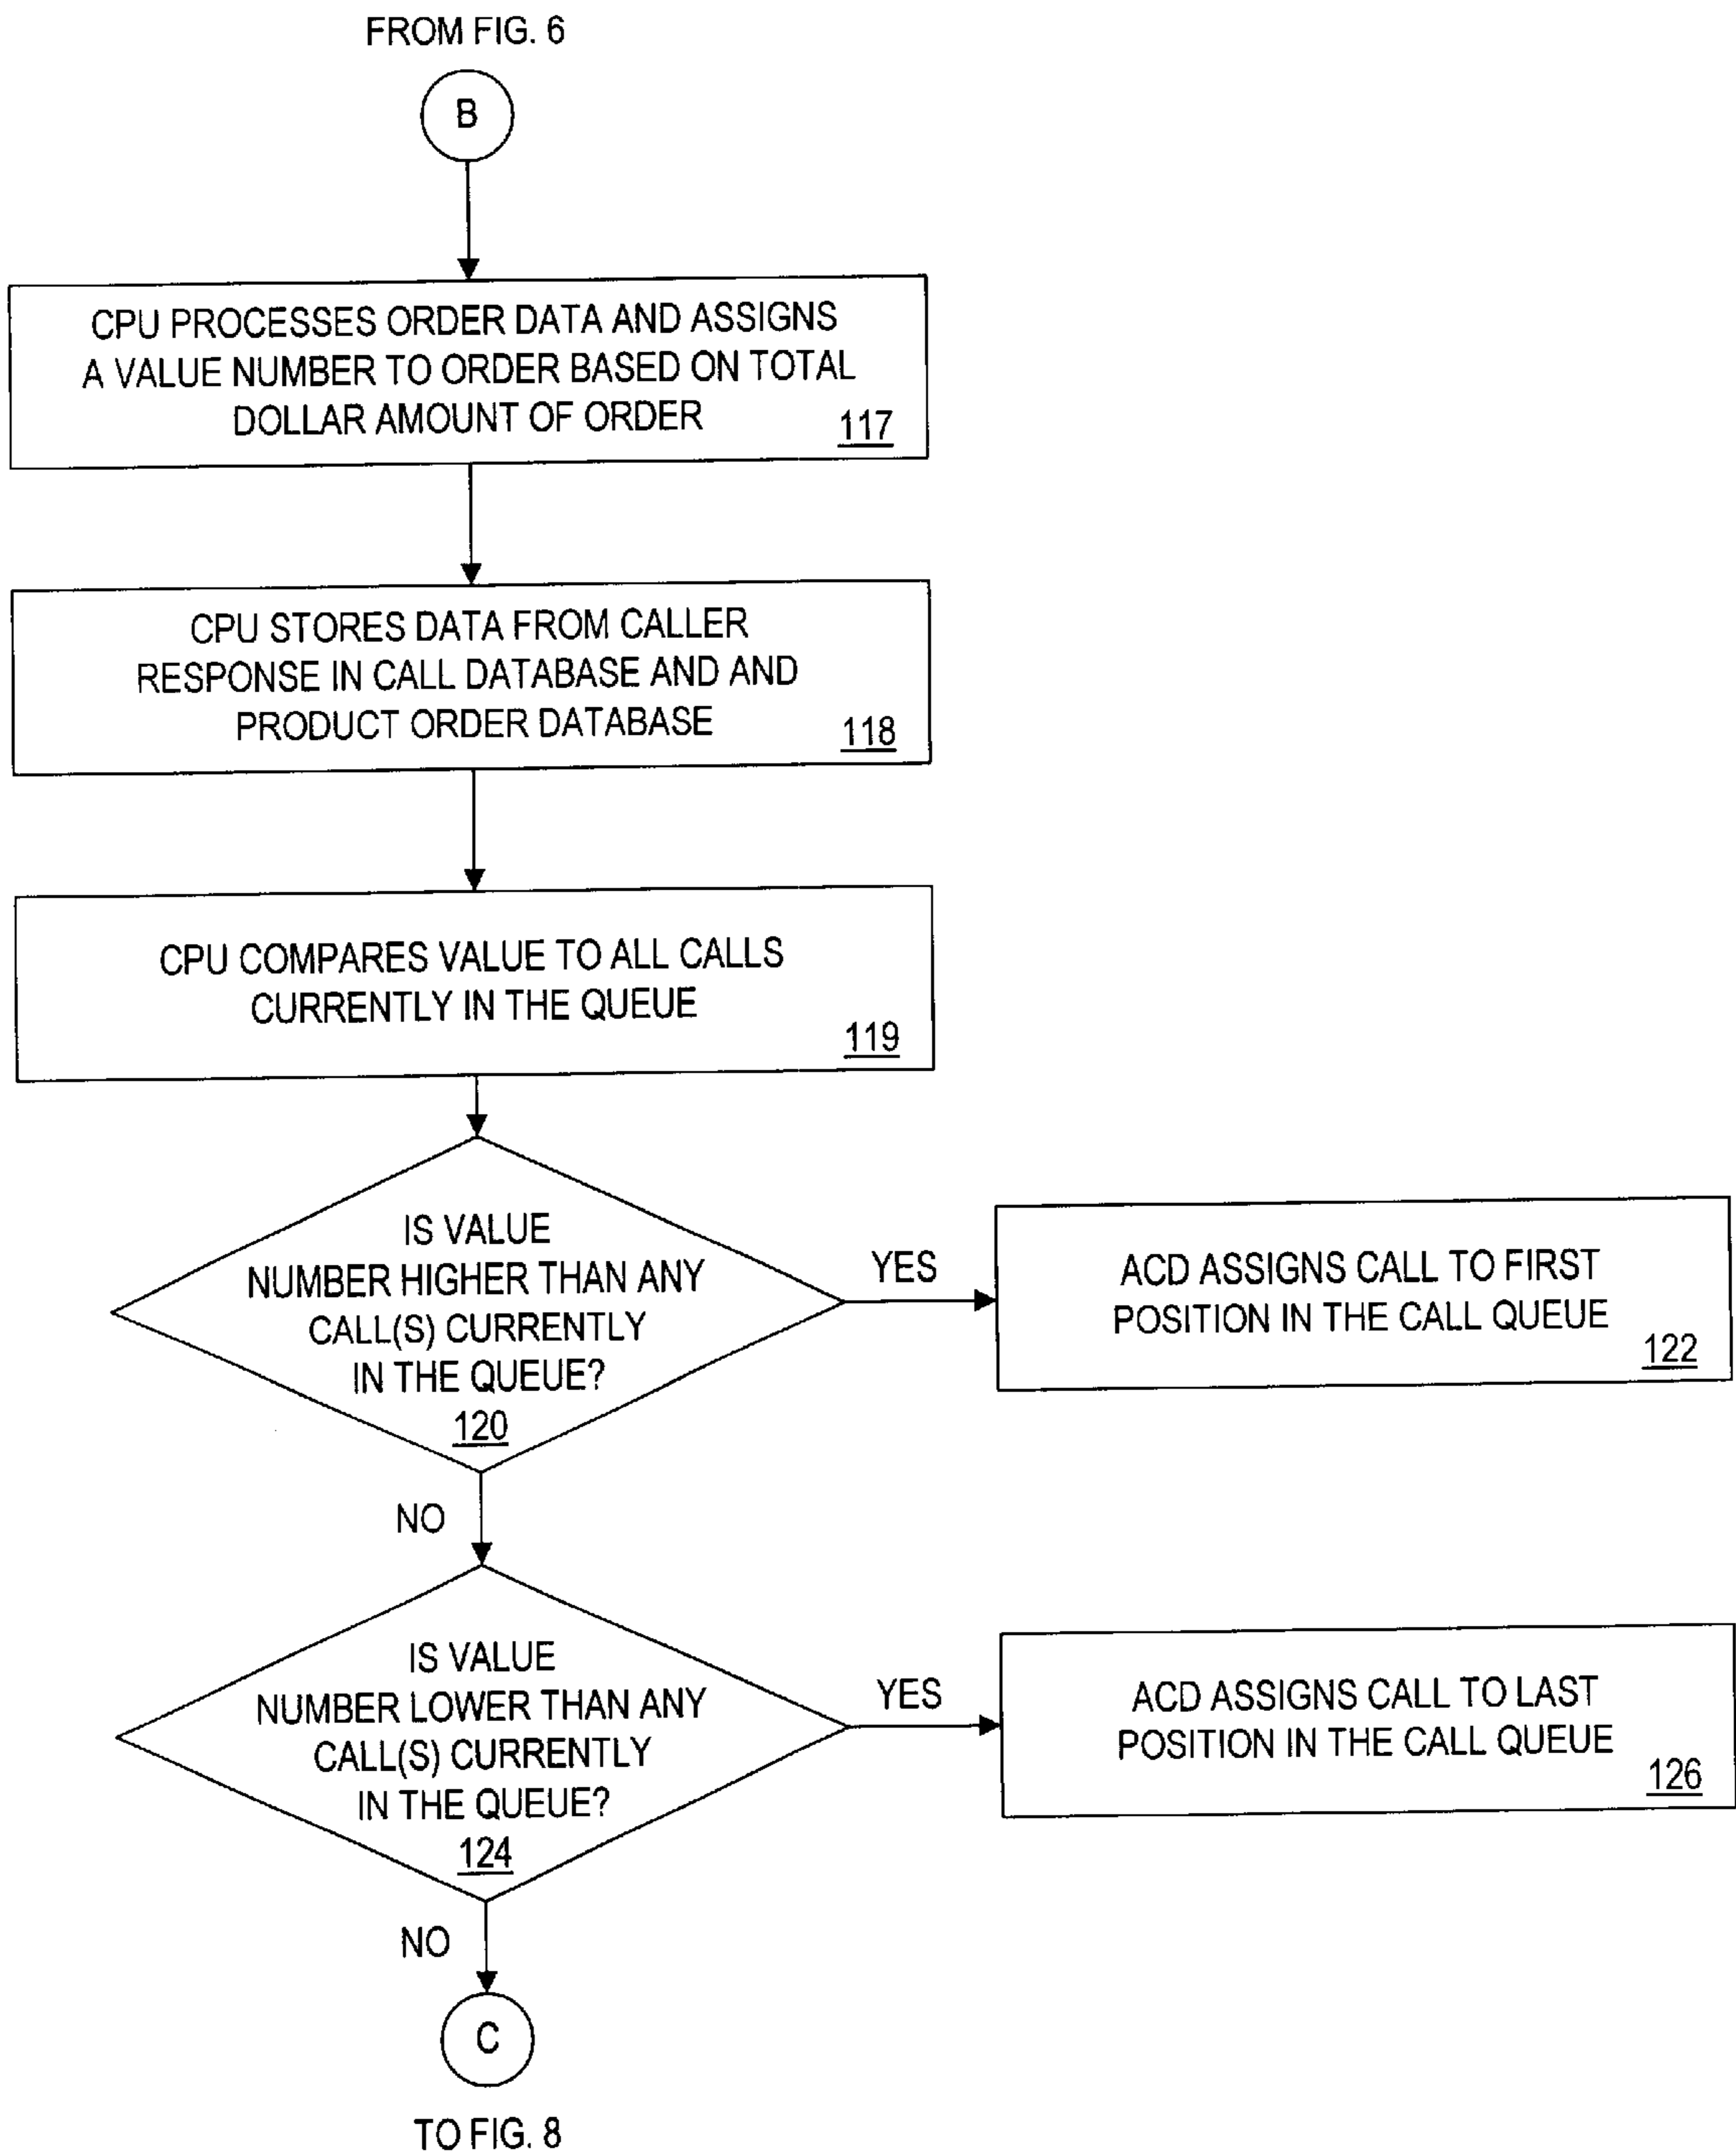 FROM FIG. 6
B
CPU PROCESSES ORDER DATA AND ASSIGNS
A VALUE NUMBER TO ORDER BASED ON TOTAL
DOLLAR AMOUNT OF ORDER
117
CPU STORES DATA FROM CALLER
RESPONSE IN CALL DATABASE AND AND
PRODUCT ORDER DATABASE
118
CPU COMPARES VALUE TO ALL CALLS
CURRENTLY IN THE QUEUE
119
IS VALUE
NUMBER HIGHER THAN ANY
CALL(S) CURRENTLY
IN THE QUEUE?
120
YES
ACD ASSIGNS CALL TO FIRST
POSITION IN THE CALL QUEUE
122
NO
IS VALUE
NUMBER LOWER THAN ANY
CALL(S) CURRENTLY
IN THE QUEUE?
124
YES
ACD ASSIGNS CALL TO LAST
POSITION IN THE CALL QUEUE
126
NO
C
TO FIG. 8